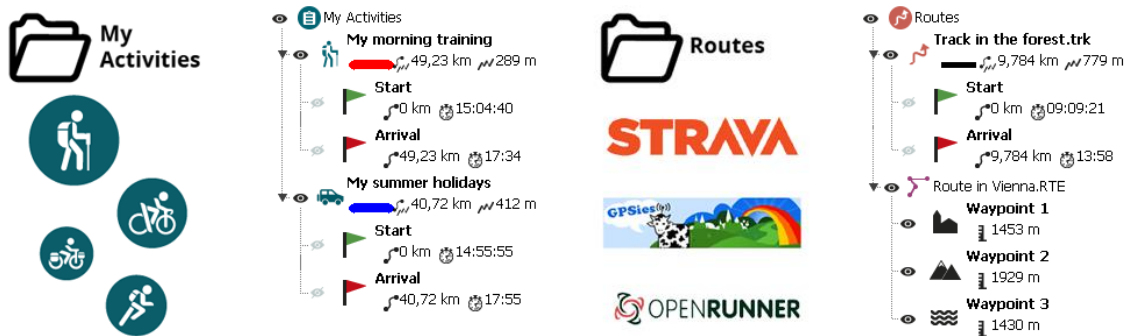 My
Activities
My Activities
My morning training
49,23 km 289 m
Start
0 km 15:04:40
Arrival
49,23 km 17:34
My summer holidays
40,72 km 412 m
Start
0 km 14:55:55
Arrival
40,72 km 17:55
Routes
STRAVA
GPSies
OPENRUNNER
Routes
Track in the forest.trk
9,784 km 779 m
Start
0 km 09:09:21
Arrival
9,784 km 13:58
Route in Vienna.RTE
Waypoint 1
1453 m
Waypoint 2
1929 m
Waypoint 3
1430 m